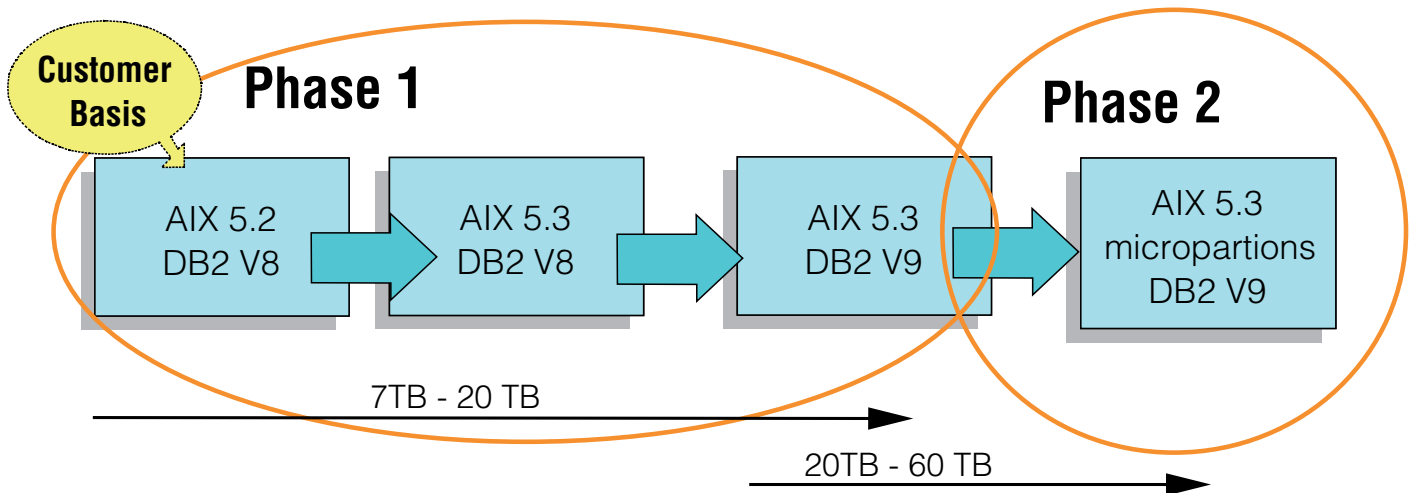 Customer
Basis
Phase 1
Phase 2
AIX 5.2
DB2 V8
AIX 5.3
DB2 V8
AIX 5.3
DB2 V9
AIX 5.3
micropartions
DB2 V9
7TB - 20 TB
20TB - 60 TB